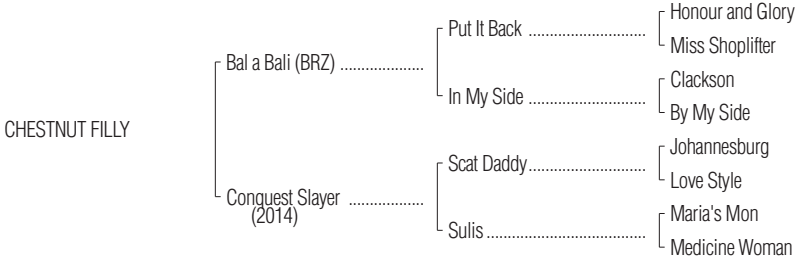 Honour and Glory
Put It Back ............................
Miss Shoplifter
Bal a Bali (BRZ) ....................
Clackson
In My Side ............................
By My Side
CHESTNUT FILLY
Johannesburg
Scat Daddy............................
Love Style
Conquest Slayer ..................
(2014)
Maria's Mon
Sulis ......................................
Medicine Woman